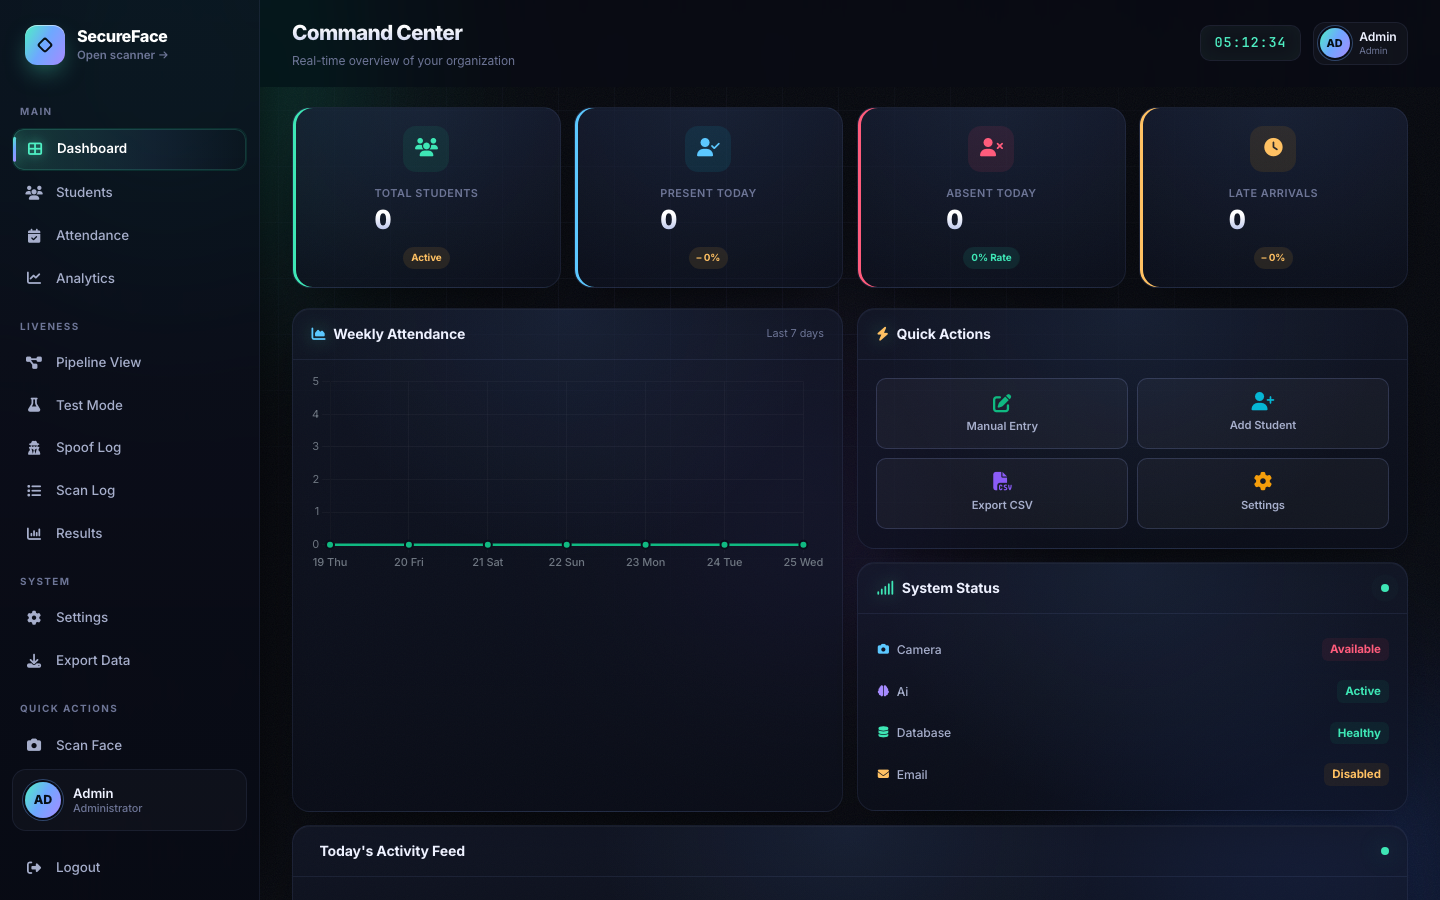 SecureFace
Open scanner →
MAIN
Dashboard
Students
Attendance
Analytics
LIVENESS
Pipeline View
Test Mode
Spoof Log
Scan Log
Results
SYSTEM
Settings
Export Data
QUICK ACTIONS
Scan Face
AD
Admin
Administrator
Logout
Command Center
Real-time overview of your organization
05:12:34
AD
Admin
Admin
TOTAL STUDENTS
0
Active
PRESENT TODAY
0
– 0%
ABSENT TODAY
0
0% Rate
LATE ARRIVALS
0
– 0%
Weekly Attendance
Last 7 days
5
4
3
2
1
0
19 Thu 20 Fri 21 Sat 22 Sun 23 Mon 24 Tue 25 Wed
Quick Actions
Manual Entry
Add Student
CSV
Export CSV
Settings
System Status
Camera Available
Ai Active
Database Healthy
Email Disabled
Today's Activity Feed